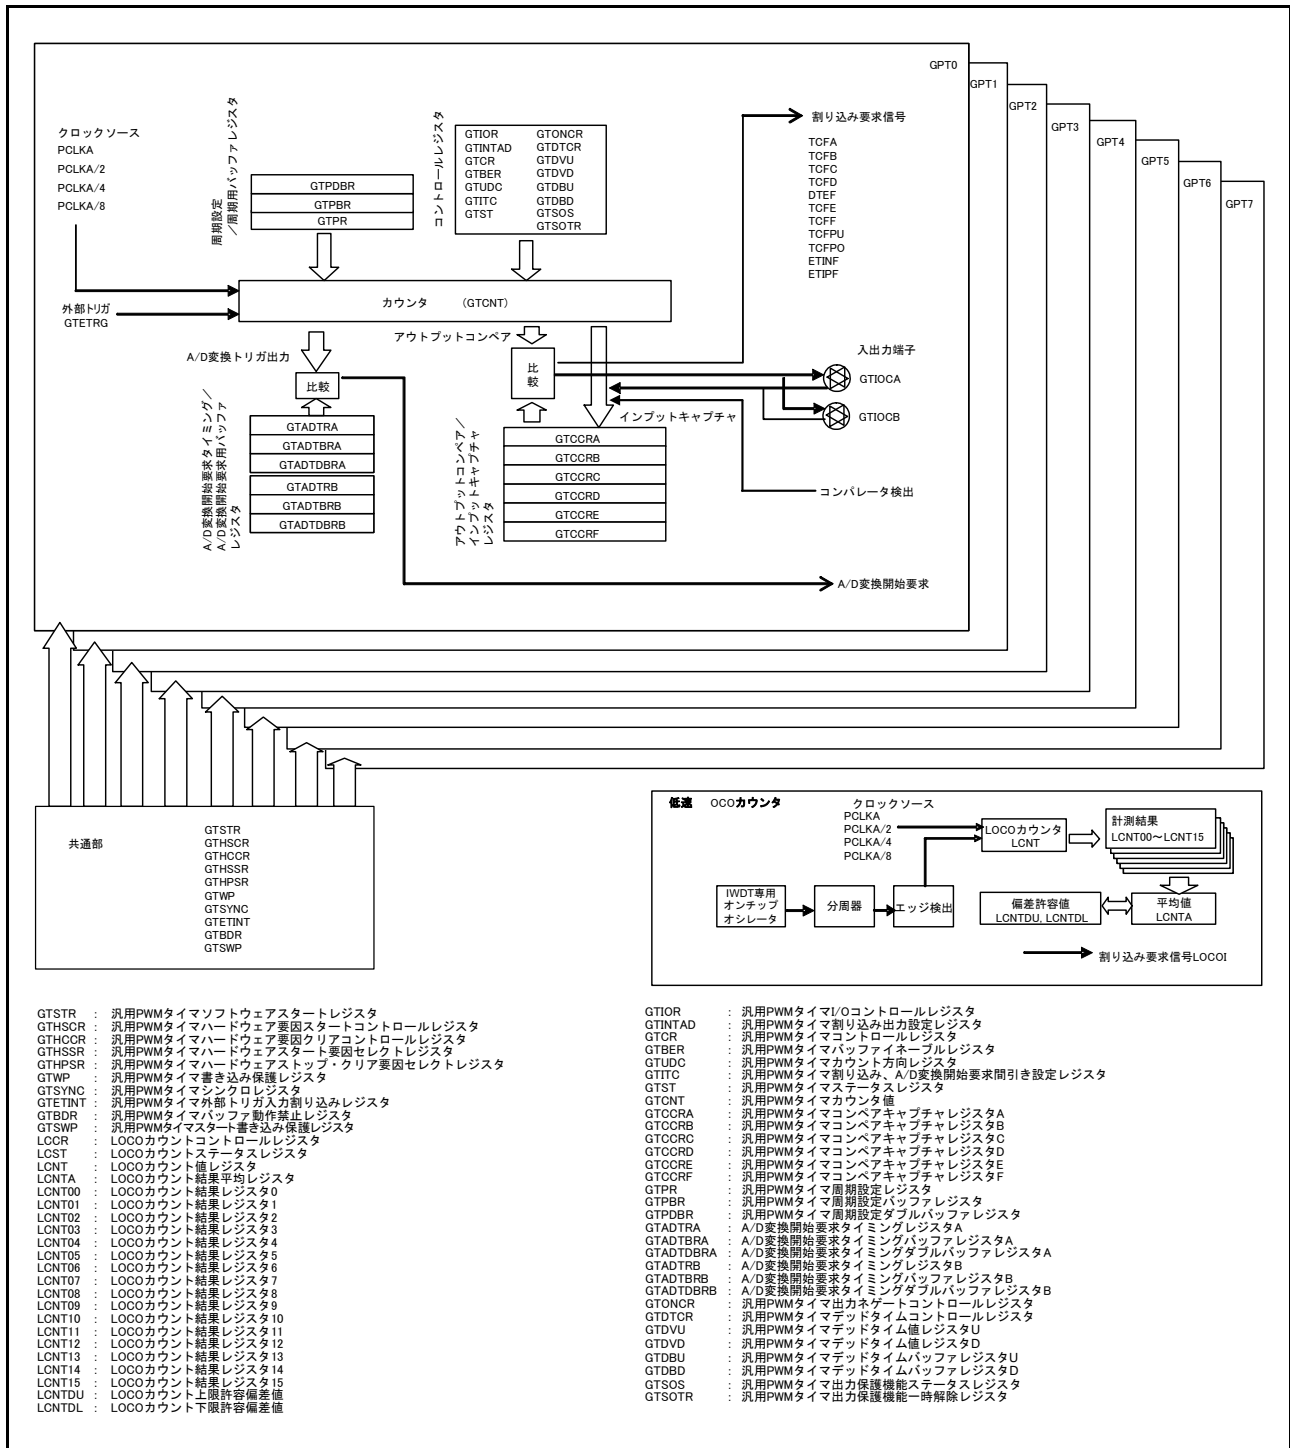 GPT0
GPT1
GPT2
GPT3
GPT4
GPT5
GPT6
GPT7
クロックソース
PCLKA
PCLKA/2
PCLKA/4
PCLKA/8
周期設定
/周期用バッファレジスタ
GTPDBR
GTPBR
GTPR
コントロールレジスタ
GTIOR
GTINTAD
GTCR
GTBER
GTUDC
GTITC
GTST
GTONCR
GTDTCR
GTDVU
GTDVD
GTDBU
GTDBD
GTSOS
GTSOTR
割り込み要求信号
TCFA
TCFB
TCFC
TCFD
DTEF
TCFE
TCFF
TCFPU
TCFPO
ETINF
ETIPF
外部トリガ
GTETRG
カウンタ (GTCNT)
A/D変換トリガ出力
比較
アウトプットコンペア
比
較
入出力端子
GTIOCA
GTIOCB
インプットキャプチャ
コンパレータ検出
A/D変換開始要求タイミング/
A/D変換開始要求用バッファ
レジスタ
GTADTRA
GTADTBRA
GTADTDBRA
GTADTRB
GTADTBRB
GTADTDBRB
アウトプットコンペア/
インプットキャプチャ
レジスタ
GTCCRA
GTCCRB
GTCCRC
GTCCRD
GTCCRE
GTCCRF
A/D変換開始要求
共通部
GTSTR
GTHSCR
GTHCCR
GTHSSR
GTHPSR
GTWP
GTSYNC
GTETINT
GTBDR
GTSWP
低速 OCOカウンタ
クロックソース
PCLKA
PCLKA/2
PCLKA/4
PCLKA/8
LOCOカウンタ
LCNT
計測結果
LCNT00～LCNT15
IWDT専用
オンチップ
オシレータ
分周器
エッジ検出
偏差許容値
LCNTDU, LCNTDL
平均値
LCNTA
割り込み要求信号LOCOI
GTSTR : 汎用PWMタイマソフトウェアスタートレジスタ
GTHSCR : 汎用PWMタイマハードウェア要因スタートコントロールレジスタ
GTHCCR : 汎用PWMタイマハードウェア要因クリアコントロールレジスタ
GTHSSR : 汎用PWMタイマハードウェアスタート要因セレクトレジスタ
GTHPSR : 汎用PWMタイマハードウェアストップ・クリア要因セレクトレジスタ
GTWP : 汎用PWMタイマ書き込み保護レジスタ
GTSYNC : 汎用PWMタイマシンクロレジスタ
GTETINT : 汎用PWMタイマ外部トリガ入力割り込みレジスタ
GTBDR : 汎用PWMタイマバッファ動作禁止レジスタ
GTSWP : 汎用PWMタイマスタート書き込み保護レジスタ
LCCR : LOCOカウントコントロールレジスタ
LCST : LOCOカウントステータスレジスタ
LCNT : LOCOカウント値レジスタ
LCNTA : LOCOカウント結果平均レジスタ
LCNT00 : LOCOカウント結果レジスタ0
LCNT01 : LOCOカウント結果レジスタ1
LCNT02 : LOCOカウント結果レジスタ2
LCNT03 : LOCOカウント結果レジスタ3
LCNT04 : LOCOカウント結果レジスタ4
LCNT05 : LOCOカウント結果レジスタ5
LCNT06 : LOCOカウント結果レジスタ6
LCNT07 : LOCOカウント結果レジスタ7
LCNT08 : LOCOカウント結果レジスタ8
LCNT09 : LOCOカウント結果レジスタ9
LCNT10 : LOCOカウント結果レジスタ10
LCNT11 : LOCOカウント結果レジスタ11
LCNT12 : LOCOカウント結果レジスタ12
LCNT13 : LOCOカウント結果レジスタ13
LCNT14 : LOCOカウント結果レジスタ14
LCNT15 : LOCOカウント結果レジスタ15
LCNTDU : LOCOカウント上限許容偏差値
LCNTDL : LOCOカウント下限許容偏差値
GTIOR : 汎用PWMタイマI/Oコントロールレジスタ
GTINTAD : 汎用PWMタイマ割り込み出力設定レジスタ
GTCR : 汎用PWMタイマコントロールレジスタ
GTBER : 汎用PWMタイマバッファイネーブルレジスタ
GTUDC : 汎用PWMタイマカウント方向レジスタ
GTITC : 汎用PWMタイマ割り込み、A/D変換開始要求間引き設定レジスタ
GTST : 汎用PWMタイマステータスレジスタ
GTCNT : 汎用PWMタイマカウンタ値
GTCCRA : 汎用PWMタイマコンペアキャプチャレジスタA
GTCCRB : 汎用PWMタイマコンペアキャプチャレジスタB
GTCCRC : 汎用PWMタイマコンペアキャプチャレジスタC
GTCCRD : 汎用PWMタイマコンペアキャプチャレジスタD
GTCCRE : 汎用PWMタイマコンペアキャプチャレジスタE
GTCCRF : 汎用PWMタイマコンペアキャプチャレジスタF
GTPR : 汎用PWMタイマ周期設定レジスタ
GTPBR : 汎用PWMタイマ周期設定バッファレジスタ
GTPDBR : 汎用PWMタイマ周期設定ダブルバッファレジスタ
GTADTRA : A/D変換開始要求タイミングレジスタA
GTADTBRA : A/D変換開始要求タイミングバッファレジスタA
GTADTDBRA : A/D変換開始要求タイミングダブルバッファレジスタA
GTADTRB : A/D変換開始要求タイミングレジスタB
GTADTBRB : A/D変換開始要求タイミングバッファレジスタB
GTADTDBRB : A/D変換開始要求タイミングダブルバッファレジスタB
GTONCR : 汎用PWMタイマ出力ネゲートコントロールレジスタ
GTDTCR : 汎用PWMタイマデッドタイムコントロールレジスタ
GTDVU : 汎用PWMタイマデッドタイム値レジスタU
GTDVD : 汎用PWMタイマデッドタイム値レジスタD
GTDBU : 汎用PWMタイマデッドタイムバッファレジスタU
GTDBD : 汎用PWMタイマデッドタイムバッファレジスタD
GTSOS : 汎用PWMタイマ出力保護機能ステータスレジスタ
GTSOTR : 汎用PWMタイマ出力保護機能一時解除レジスタ